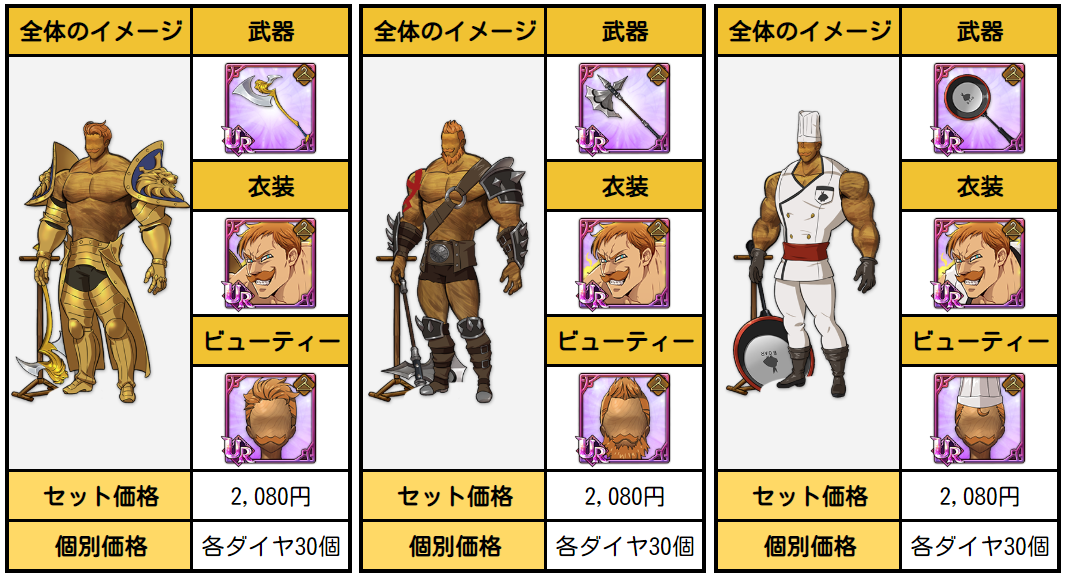 全体のイメージ 武器
UR
衣装
UR
ビューティー
UR
セット価格 2,080円
個別価格 各ダイヤ30個
全体のイメージ 武器
UR
衣装
UR
ビューティー
UR
セット価格 2,080円
個別価格 各ダイヤ30個
全体のイメージ 武器
UR
衣装
UR
BOAR
ビューティー
UR
セット価格 2,080円
個別価格 各ダイヤ30個